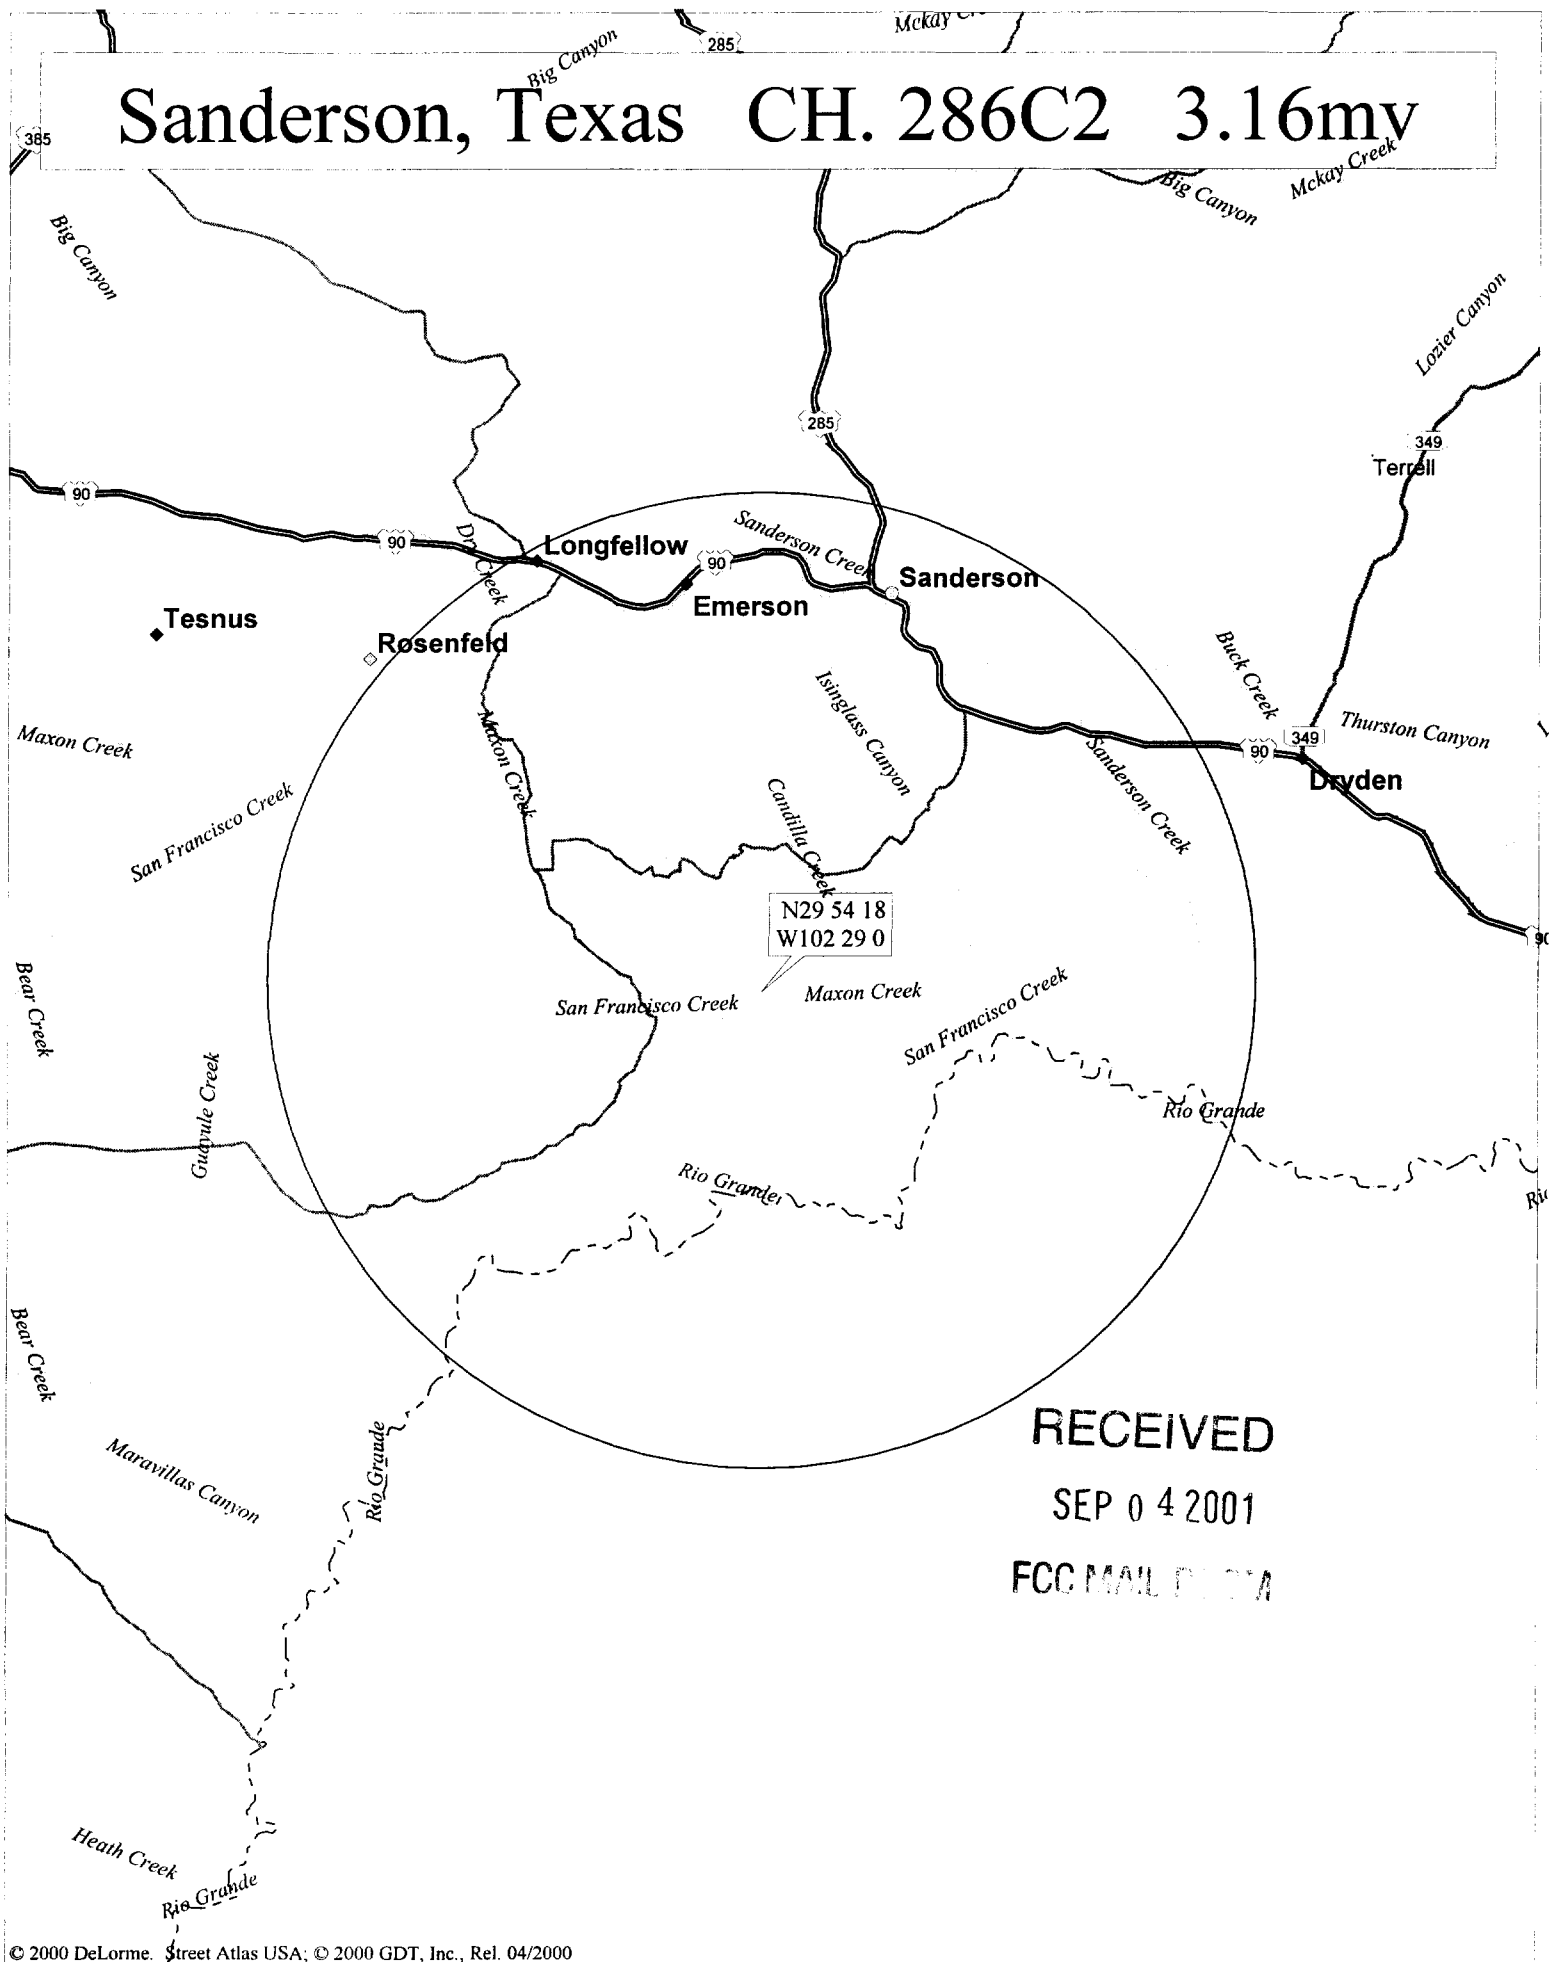 Mckay
285
Big Canyon
Sanderson, Texas CH. 286C2 3.16mv
385
Mckay Creek
Big Canyon
Big Canyon
Lozier Canyon
285
349
Terrell
90
Sanderson Creek
90
Dry Creek
Longfellow
90
Sanderson
Emerson
Tesnus
Rosenfeld
Buck Creek
Isinglass Canyon
Maxon Creek
Maxon Creek
349
Thurston Canyon
90
Sanderson Creek
Dryden
San Francisco Creek
Candilla Creek
N29 54 18
W102 29 0
90
Bear Creek
San Francisco Creek
Maxon Creek
San Francisco Creek
Guayule Creek
Rio Grande
Rio Grande
Bear Creek
Rio Grande
RECEIVED
Maravillas Canyon
SEP 04 2001
FCC MAIL
Heath Creek
Rio Grande
© 2000 DeLorme. Street Atlas USA; © 2000 GDT, Inc., Rel. 04/2000